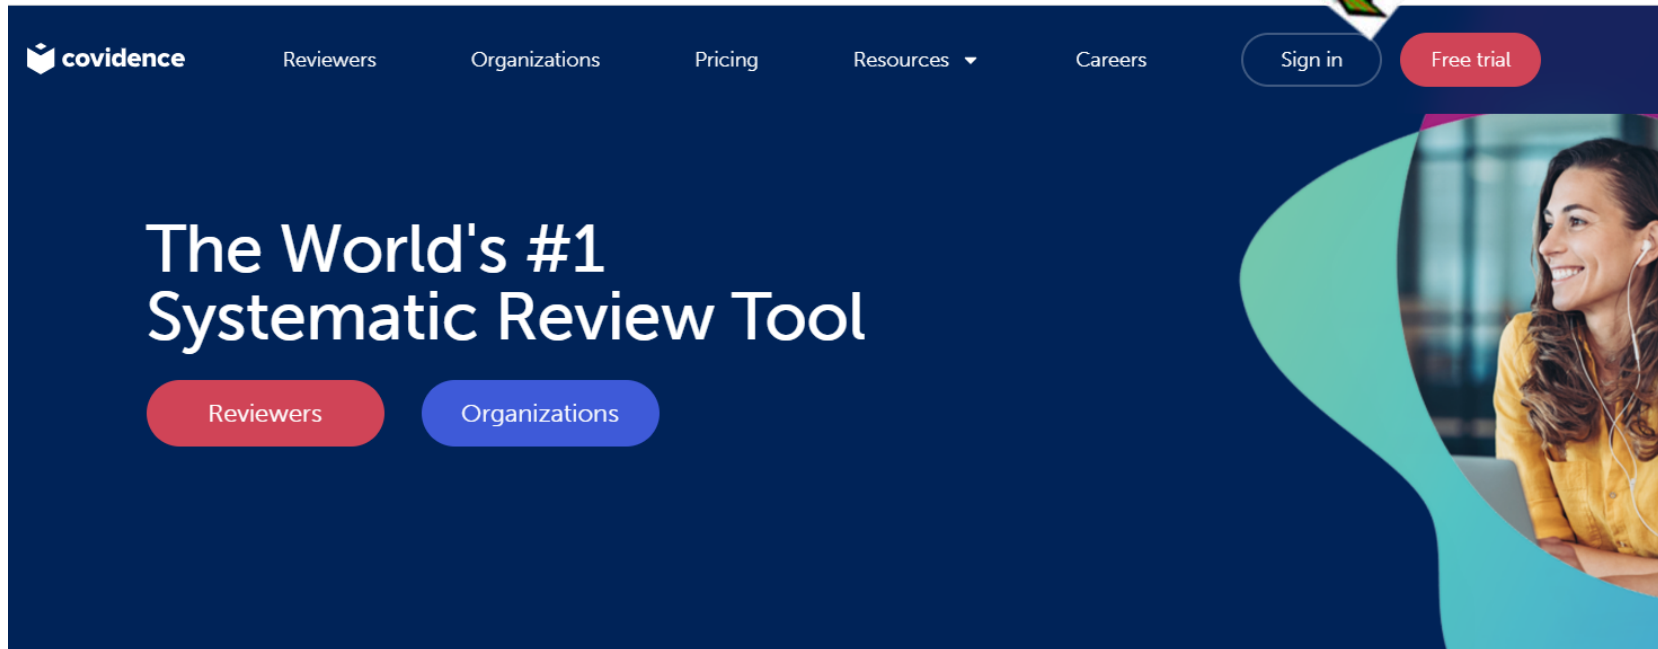 covidence
Reviewers
Organizations
Pricing
Resources
Careers
Sign in
Free trial
The World's #1
Systematic Review Tool
Reviewers
Organizations